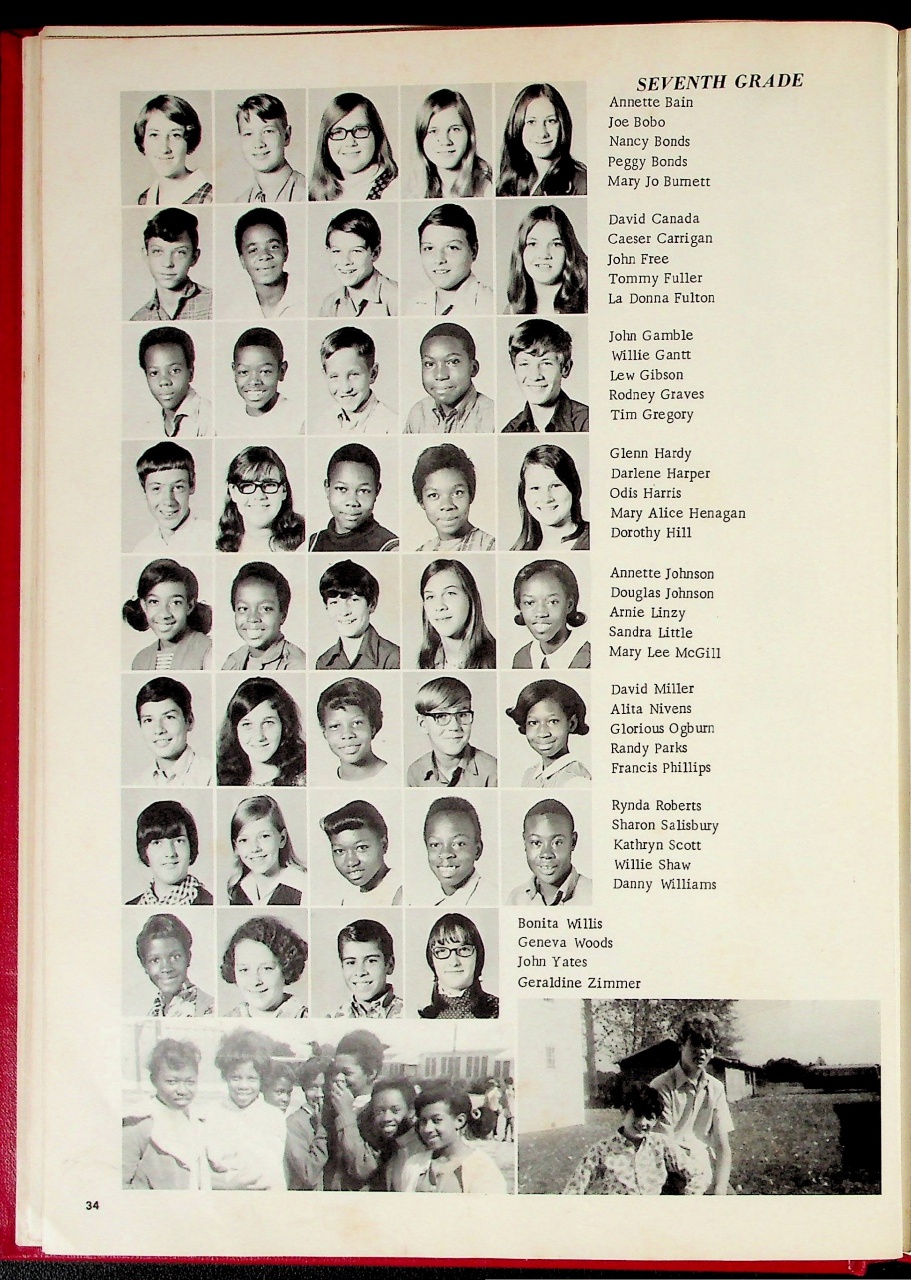 SEVENTH GRADE
Annette Bain
Joe Bobo
Nancy Bonds
Peggy Bonds
Mary Jo Burnett
David Canada
Caeser Carrigan
John Free
Tommy Fuller
La Donna Fulton
John Gamble
Willie Gantt
Lew Gibson
Rodney Graves
Tim Gregory
Glenn Hardy
Darlene Harper
Odis Harris
Mary Alice Henagan
Dorothy Hill
Annette Johnson
Douglas Johnson
Arnie Linzy
Sandra Little
Mary Lee McGill
David Miller
Alita Nivens
Glorious Ogburn
Randy Parks
Francis Phillips
Rynda Roberts
Sharon Salisbury
Kathryn Scott
Willie Shaw
Danny Williams
Bonita Willis
Geneva Woods
John Yates
Geraldine Zimmer
34